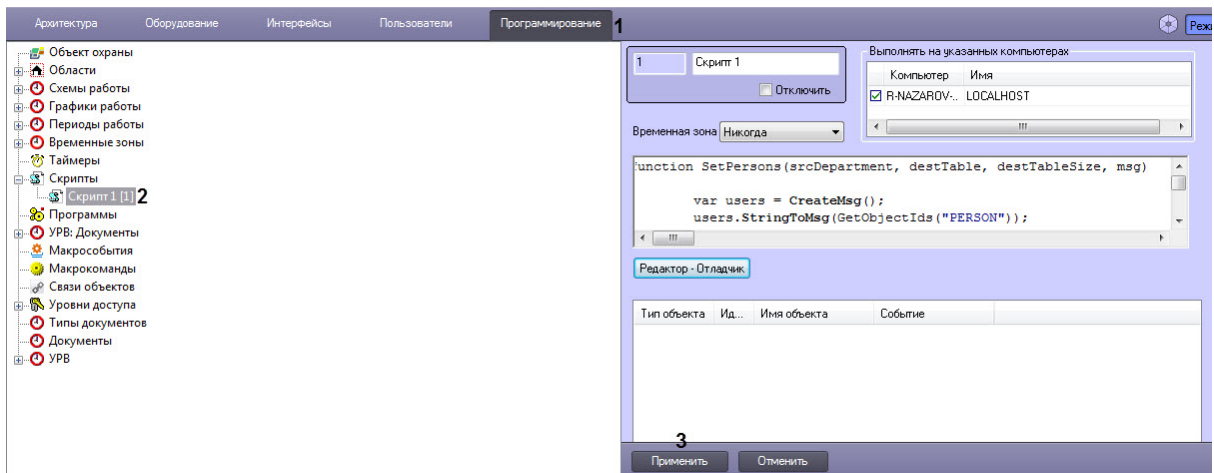 Архитектура Оборудование Интерфейсы Пользователи Программирование 1
Объект охраны
Области
Схемы работы
Графики работы
Периоды работы
Временные зоны
Таймеры
Скрипты
Скрипт 1 [1] 2
Программы
УРВ: Документы
Макрособытия
Макрокоманды
Связи объектов
Уровни доступа
Типы документов
Документы
УРВ
1 Скрипт 1
Отключить
Выполнять на указанных компьютерах
Компьютер Имя
R-NAZAROV-.. LOCALHOST
Временная зона Никогда
function SetPersons(srcDepartment, destTable, destTableSize, msg)
var users = CreateMsg();
users.StringToMsg(GetObjectIds("PERSON"));
Редактор - Отладчик
Тип объекта Ид... Имя объекта Событие
3
Применить Отменить